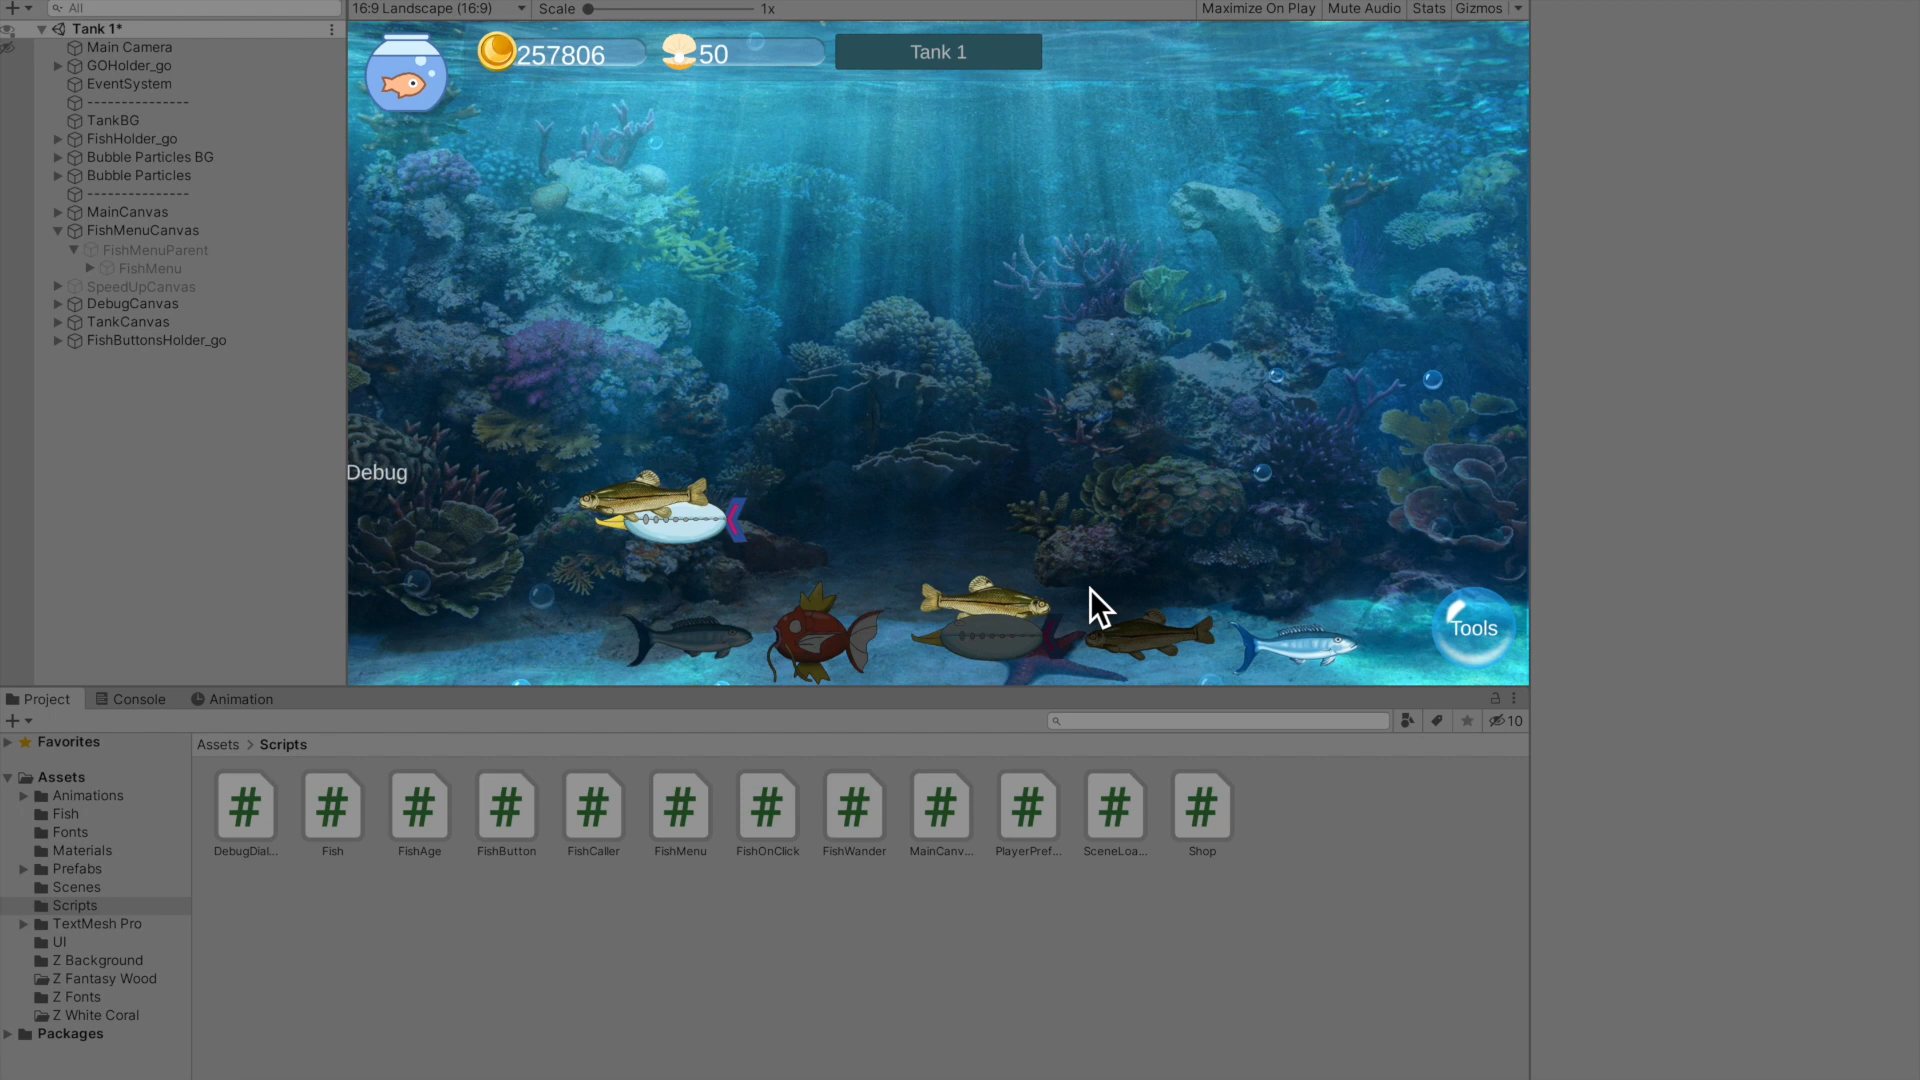 All
16:9 Landscape (16:9)
Scale
1x
Maximize On Play
Mute Audio
Stats
Gizmos
Tank 1*
Main Camera
GOHolder_go
EventSystem
---------------
TankBG
FishHolder_go
Bubble Particles BG
Bubble Particles
---------------
MainCanvas
FishMenuCanvas
FishMenuParent
FishMenu
SpeedUpCanvas
DebugCanvas
TankCanvas
FishButtonsHolder_go
257806
50
Tank 1
Debug
Tools
Project
Console
Animation
10
Favorites
Assets
Animations
Fish
Fonts
Materials
Prefabs
Scenes
Scripts
TextMesh Pro
UI
Z Background
Z Fantasy Wood
Z Fonts
Z White Coral
Packages
Assets > Scripts
# # # # # # # # # # # #
DebugDial... Fish FishAge FishButton FishCaller FishMenu FishOnClick FishWander MainCanv... PlayerPref... SceneLoa... Shop